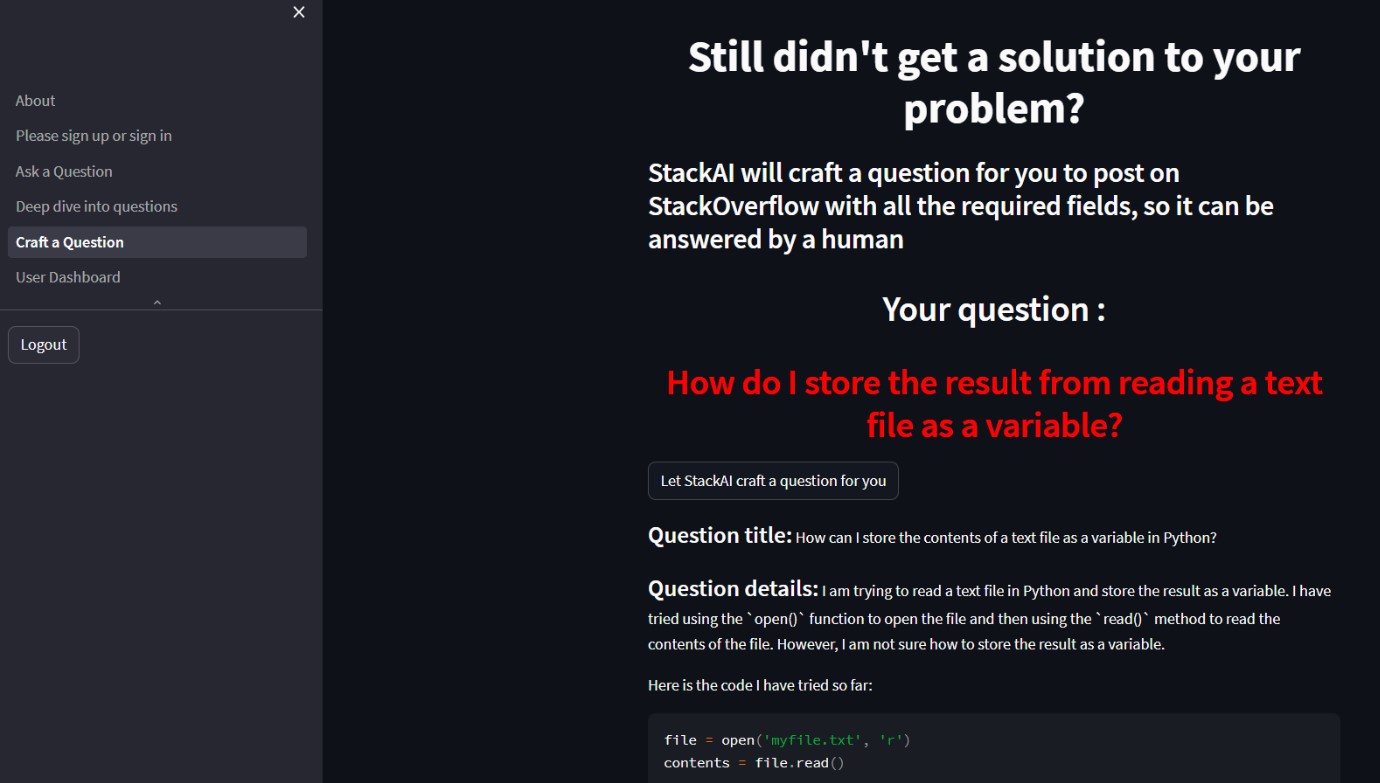 About
Please sign up or sign in
Ask a Question
Deep dive into questions
Craft a Question
User Dashboard
Logout
Still didn't get a solution to your
problem?
StackAI will craft a question for you to post on
StackOverflow with all the required fields, so it can be
answered by a human
Your question :
How do I store the result from reading a text
file as a variable?
Let StackAI craft a question for you
Question title: How can I store the contents of a text file as a variable in Python?
Question details: I am trying to read a text file in Python and store the result as a variable. I have
tried using the `open()` function to open the file and then using the `read()` method to read the
contents of the file. However, I am not sure how to store the result as a variable.
Here is the code I have tried so far:
file = open('myfile.txt', 'r')
contents = file.read()